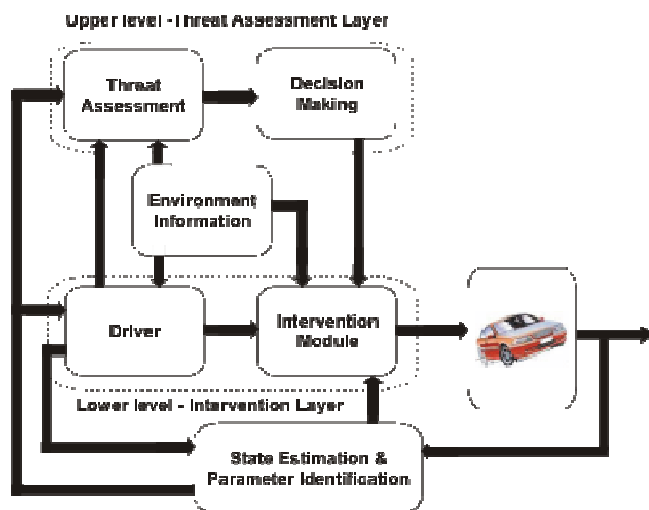 Upper level -Threat Assessment Layer
Threat
Assessment
Decision
Making
Environment
Information
Driver
Intervention
Module
Lower level - Intervention Layer
State Estimation &
Parameter Identification